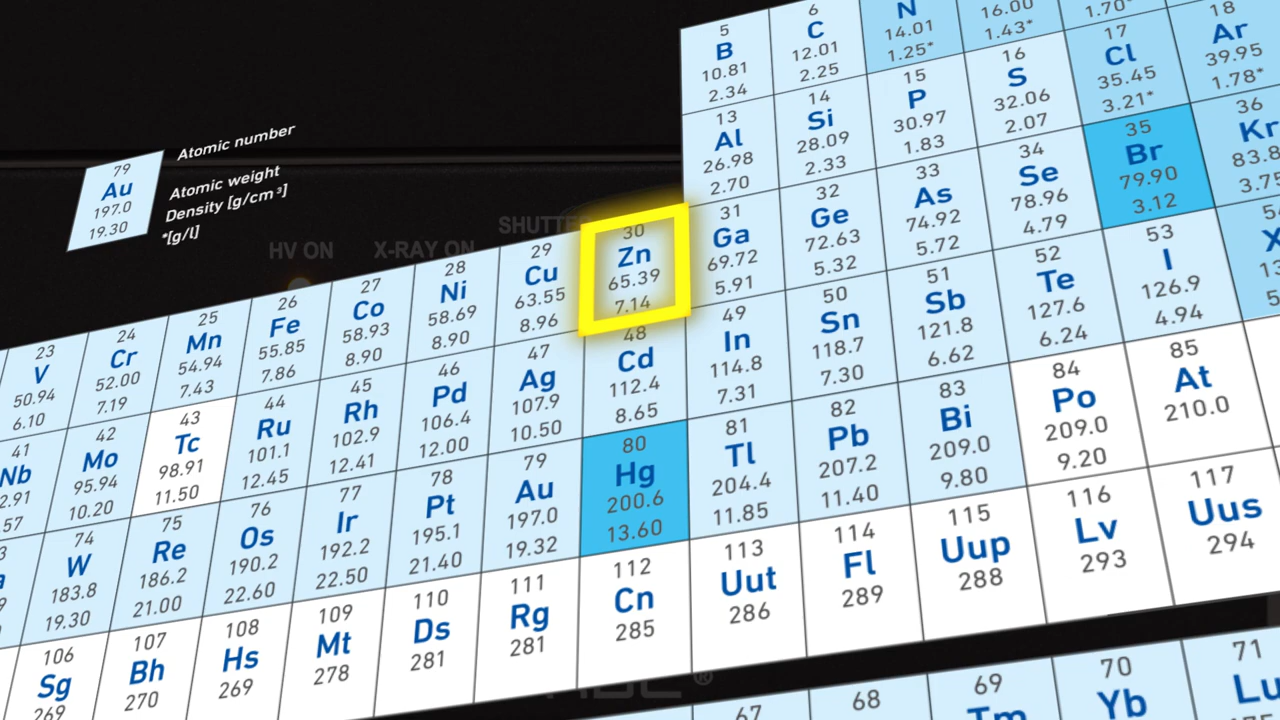 5
B
10.81
2.34
6
C
12.01
2.25
N
14.01
1.25*
16.00
1.43*
1.70*
13
Al
26.98
2.70
14
Si
28.09
2.33
15
P
30.97
1.83
16
S
32.06
2.07
17
Cl
35.45
3.21*
18
Ar
39.95
1.78*
79
Au
197.0
19.30
Atomic number
Atomic weight
Density [g/cm³]
*[g/l]
HV ON
X-RAY ON
23
V
50.94
6.10
24
Cr
52.00
7.19
25
Mn
54.94
7.43
26
Fe
55.85
7.86
27
Co
58.93
8.90
28
Ni
58.69
8.90
29
Cu
63.55
8.96
30
Zn
65.39
7.14
31
Ga
69.72
5.91
32
Ge
72.63
5.32
33
As
74.92
5.72
34
Se
78.96
4.79
35
Br
79.90
3.12
36
Kr
83.8
3.75
41
Nb
2.91
57
42
Mo
95.94
10.20
43
Tc
98.91
11.50
44
Ru
101.1
12.45
45
Rh
102.9
12.41
46
Pd
106.4
12.00
47
Ag
107.9
10.50
48
Cd
112.4
8.65
49
In
114.8
7.31
50
Sn
118.7
7.30
51
Sb
121.8
6.62
52
Te
127.6
6.24
53
I
126.9
4.94
74
W
183.8
19.30
75
Re
186.2
21.00
76
Os
190.2
22.60
77
Ir
192.2
22.50
78
Pt
195.1
21.40
79
Au
197.0
19.32
80
Hg
200.6
13.60
81
Tl
204.4
11.85
82
Pb
207.2
11.40
83
Bi
209.0
9.80
84
Po
209.0
9.20
85
At
210.0
106
Sg
269
107
Bh
270
108
Hs
269
109
Mt
278
110
Ds
281
111
Rg
281
112
Cn
285
113
Uut
286
114
Fl
289
115
Uup
288
116
Lv
293
117
Uus
294
67
68
69
Tm
70
Yb
71
Lu